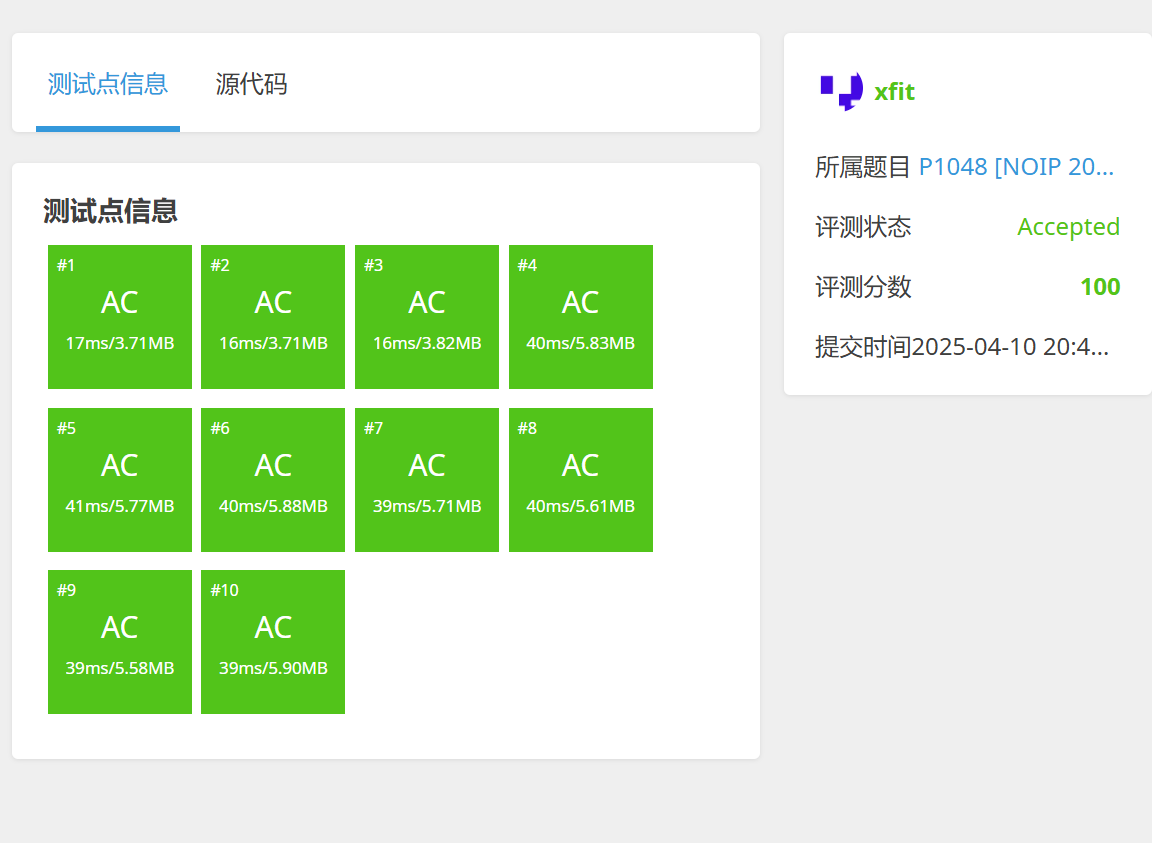 测试点信息 源代码
测试点信息
#1 #2 #3 #4
AC AC AC AC
17ms/3.71MB 16ms/3.71MB 16ms/3.82MB 40ms/5.83MB
#5 #6 #7 #8
AC AC AC AC
41ms/5.77MB 40ms/5.88MB 39ms/5.71MB 40ms/5.61MB
#9 #10
AC AC
39ms/5.58MB 39ms/5.90MB
xfit
所属题目 P1048 [NOIP 20...
评测状态 Accepted
评测分数 100
提交时间2025-04-10 20:4...